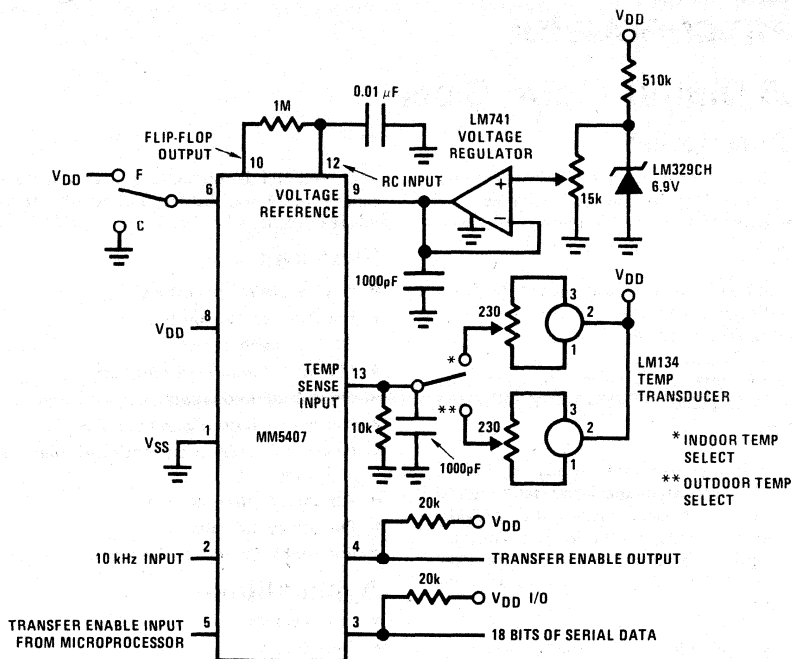 VDD
510k
0.01 µF
1M
LM741
VOLTAGE
REGULATOR
FLIP-FLOP
OUTPUT
10
12
RC INPUT
LM329CH
6.9V
VDD
F
6
VOLTAGE
REFERENCE
9
+
−
15k
C
1000pF
VDD
8
VDD
230
3
2
1
TEMP
SENSE
INPUT
13
*
LM134
TEMP
TRANSDUCER
**
230
3
2
1
10k
1000pF
VSS
1
MM5407
* INDOOR TEMP
SELECT
** OUTDOOR TEMP
SELECT
20k
VDD
10 kHz INPUT
2
4
TRANSFER ENABLE OUTPUT
20k
VDD I/O
TRANSFER ENABLE INPUT
FROM MICROPROCESSOR
5
3
18 BITS OF SERIAL DATA